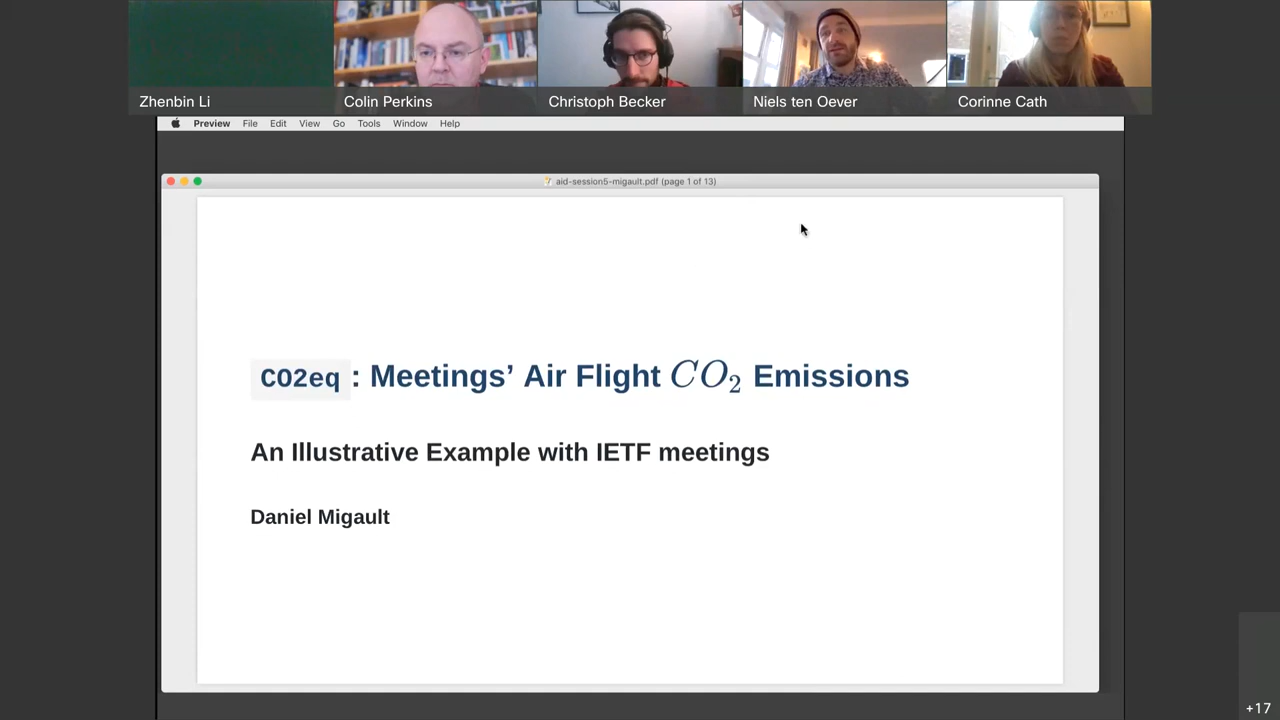 Zhenbin Li
Colin Perkins
Christoph Becker
Niels ten Oever
Corinne Cath
Preview File Edit View Go Tools Window Help
aid-session5-migault.pdf (page 1 of 13)
CO2eq : Meetings’ Air Flight CO₂ Emissions
An Illustrative Example with IETF meetings
Daniel Migault
+17